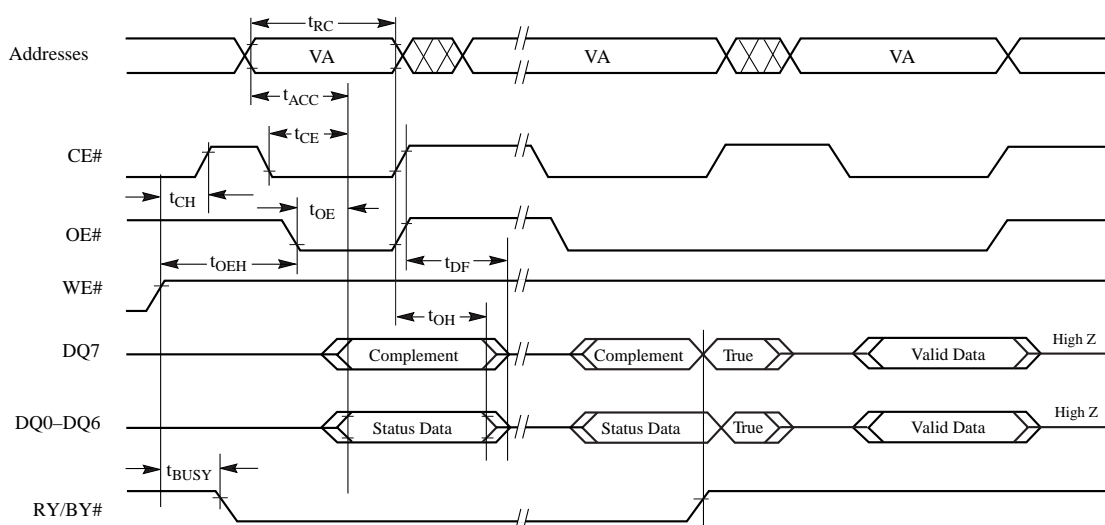 tRC
Addresses VA VA VA
tACC
tCE
CE#
tCH
tOE
OE#
tOEH tDF
WE#
tOH
DQ7 Complement Complement True Valid Data High Z
DQ0–DQ6 Status Data Status Data True Valid Data High Z
tBUSY
RY/BY#